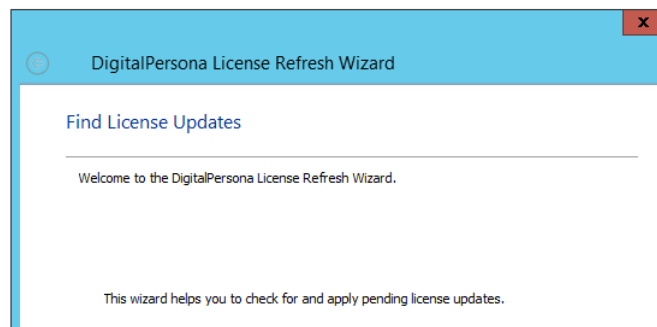 DigitalPersona License Refresh Wizard
Find License Updates
Welcome to the DigitalPersona License Refresh Wizard.
This wizard helps you to check for and apply pending license updates.